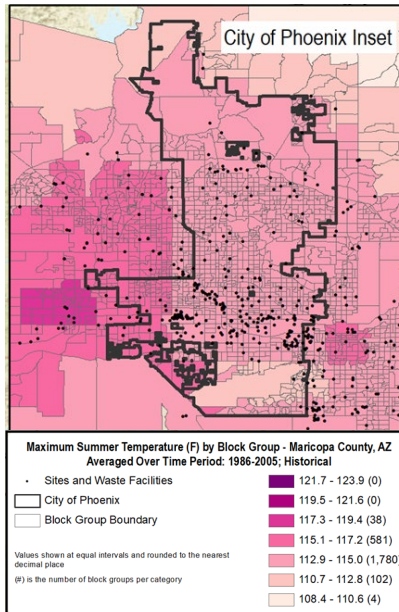 City of Phoenix Inset
Maximum Summer Temperature (F) by Block Group - Maricopa County, AZ
Averaged Over Time Period: 1986-2005; Historical
Sites and Waste Facilities
City of Phoenix
Block Group Boundary
Values shown at equal intervals and rounded to the nearest
decimal place
(#) is the number of block groups per category
121.7 - 123.9 (0)
119.5 - 121.6 (0)
117.3 - 119.4 (38)
115.1 - 117.2 (581)
112.9 - 115.0 (1,780)
110.7 - 112.8 (102)
108.4 - 110.6 (4)